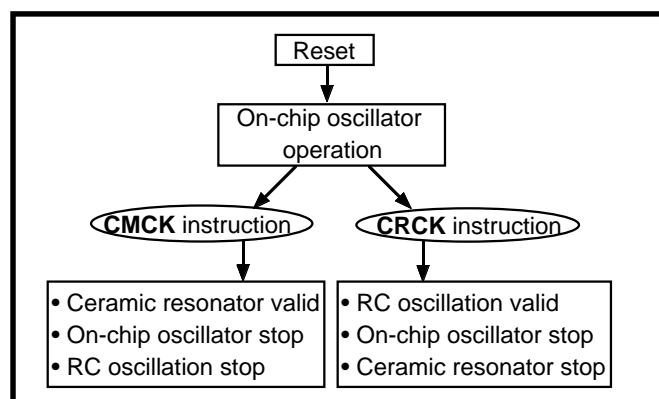 Reset
On-chip oscillator
operation
CMCK instruction
CRCK instruction
• Ceramic resonator valid
• On-chip oscillator stop
• RC oscillation stop
• RC oscillation valid
• On-chip oscillator stop
• Ceramic resonator stop